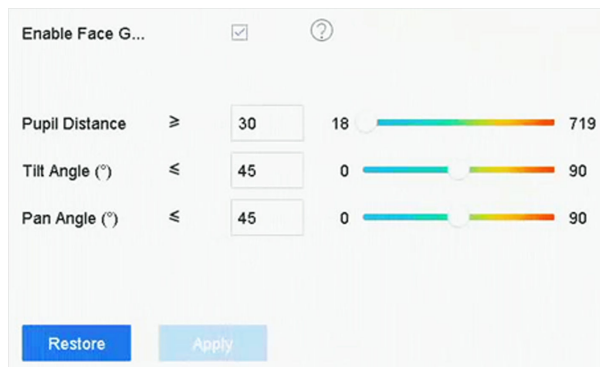 Enable Face G...
Pupil Distance ≥ 30 18 719
Tilt Angle (°) ≤ 45 0 90
Pan Angle (°) ≤ 45 0 90
Restore Apply